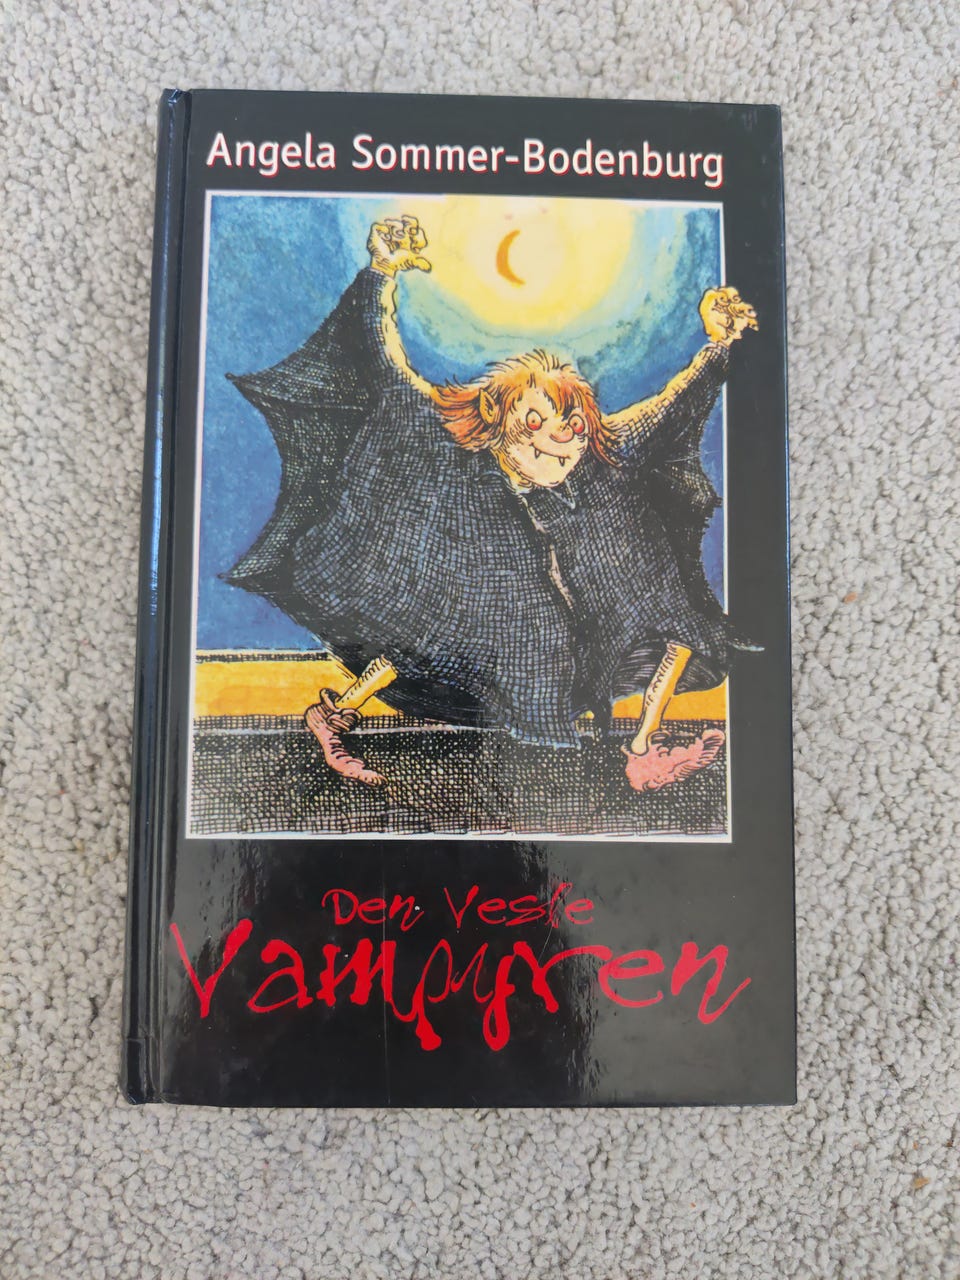 Angela Sommer-Bodenburg
Den Vesle
Vampyren